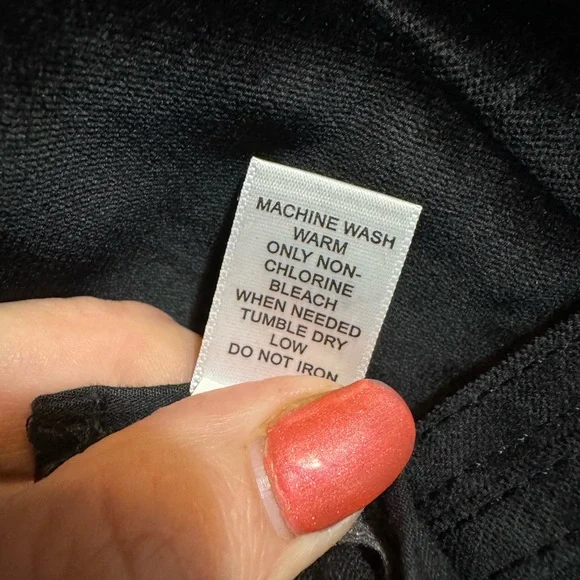 MACHINE WASH
WARM
ONLY NON-
CHLORINE
BLEACH
WHEN NEEDED
TUMBLE DRY
LOW
DO NOT IRON